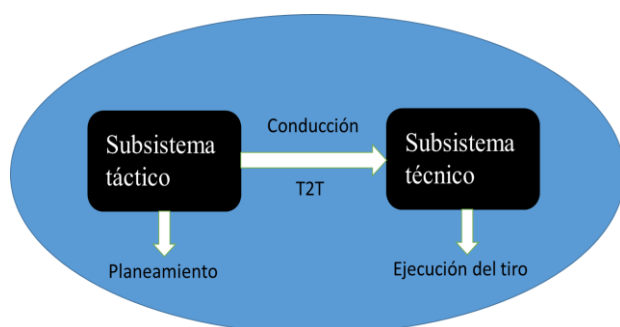 Conducción
Subsistema
táctico
Subsistema
técnico
T2T
Planeamiento
Ejecución del tiro